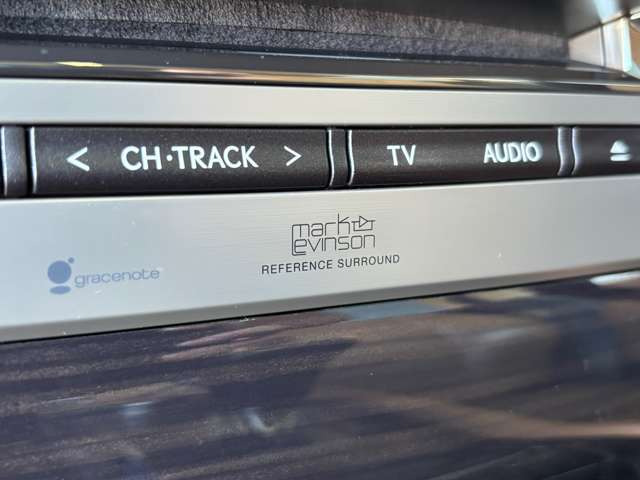 < CH·TRACK > TV AUDIO
mark
Levinson
REFERENCE SURROUND
gracenote